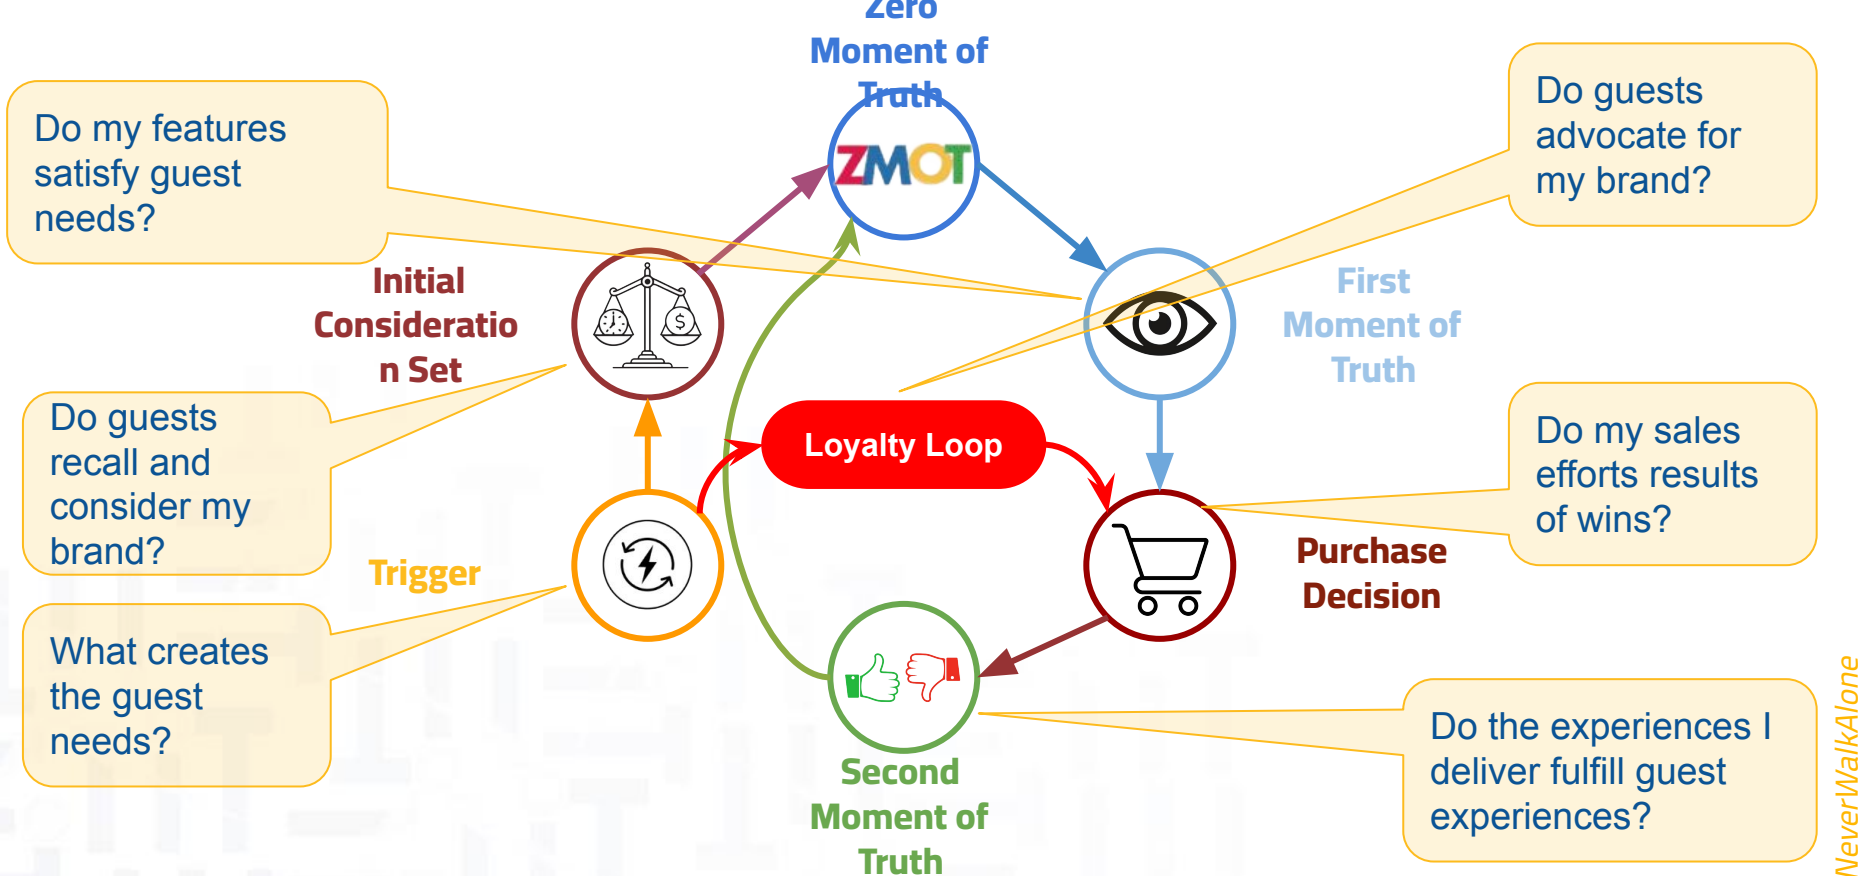 Zero
Moment of
Truth
ZMOT
Do my features
satisfy guest
needs?
Do guests
advocate for
my brand?
Initial
Consideratio
n Set
First
Moment of
Truth
Do guests
recall and
consider my
brand?
Loyalty Loop
Do my sales
efforts results
of wins?
Trigger
Purchase
Decision
What creates
the guest
needs?
$
Second
Moment of
Truth
Do the experiences I
deliver fulfill guest
experiences?
NeverWalkAlone